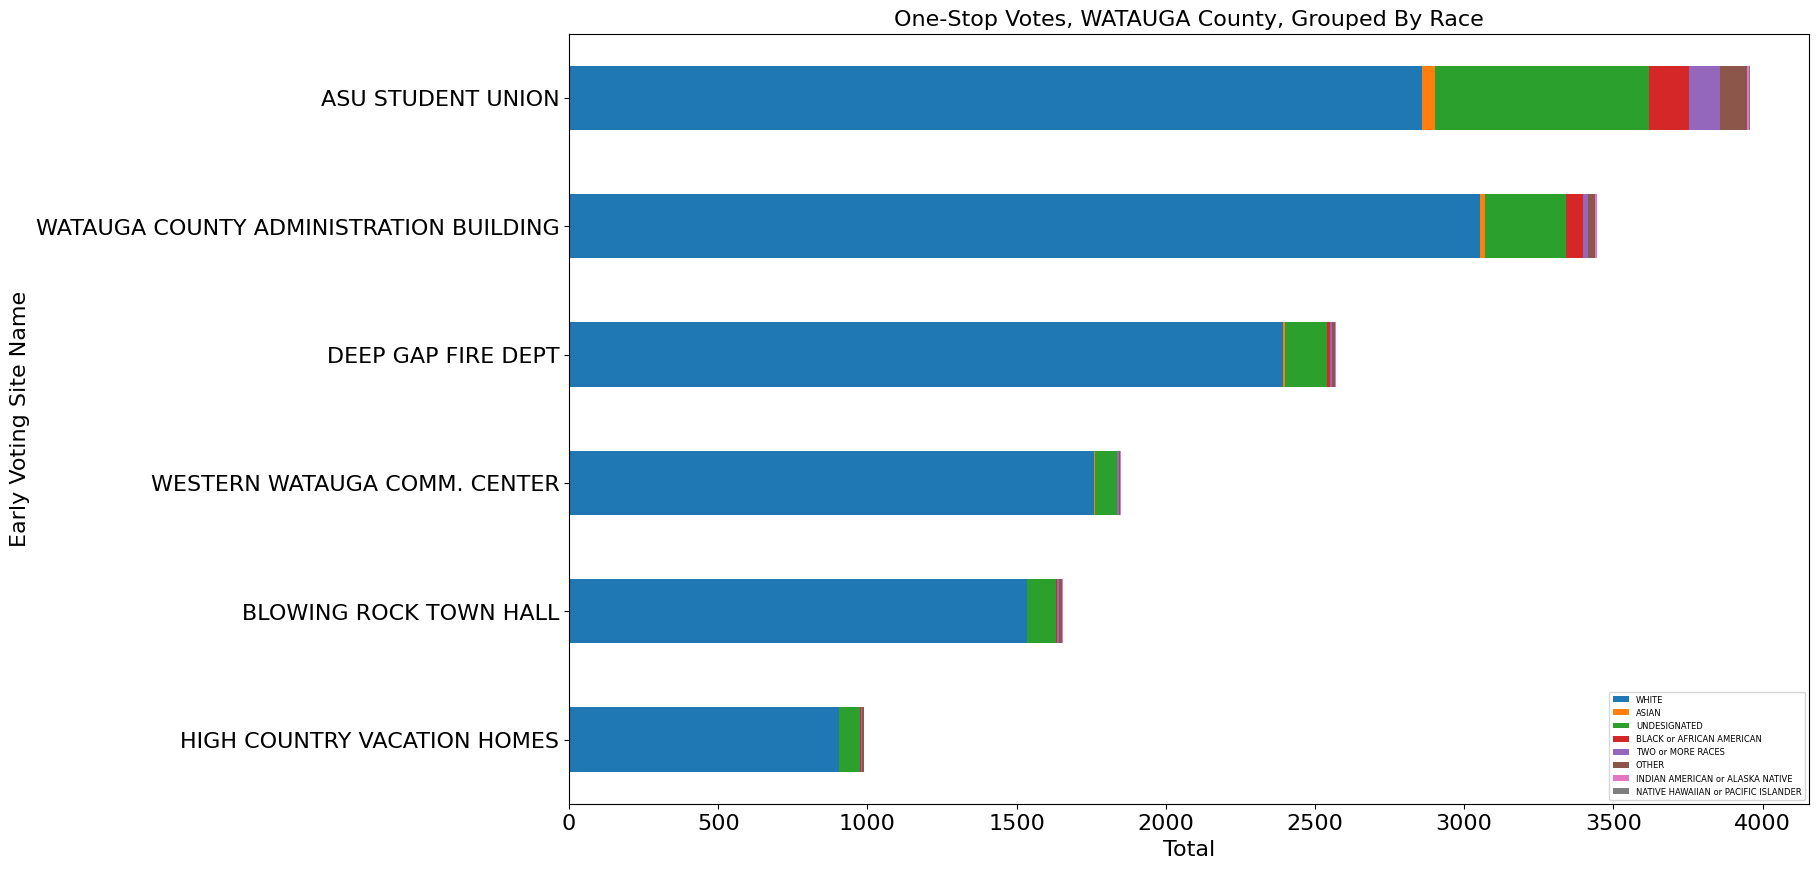 One-Stop Votes, WATAUGA County, Grouped By Race
Early Voting Site Name
ASU STUDENT UNION
WATAUGA COUNTY ADMINISTRATION BUILDING
DEEP GAP FIRE DEPT
WESTERN WATAUGA COMM. CENTER
BLOWING ROCK TOWN HALL
HIGH COUNTRY VACATION HOMES
WHITE
ASIAN
UNDESIGNATED
BLACK or AFRICAN AMERICAN
TWO or MORE RACES
OTHER
INDIAN AMERICAN or ALASKA NATIVE
NATIVE HAWAIIAN or PACIFIC ISLANDER
0 500 1000 1500 2000 2500 3000 3500 4000
Total